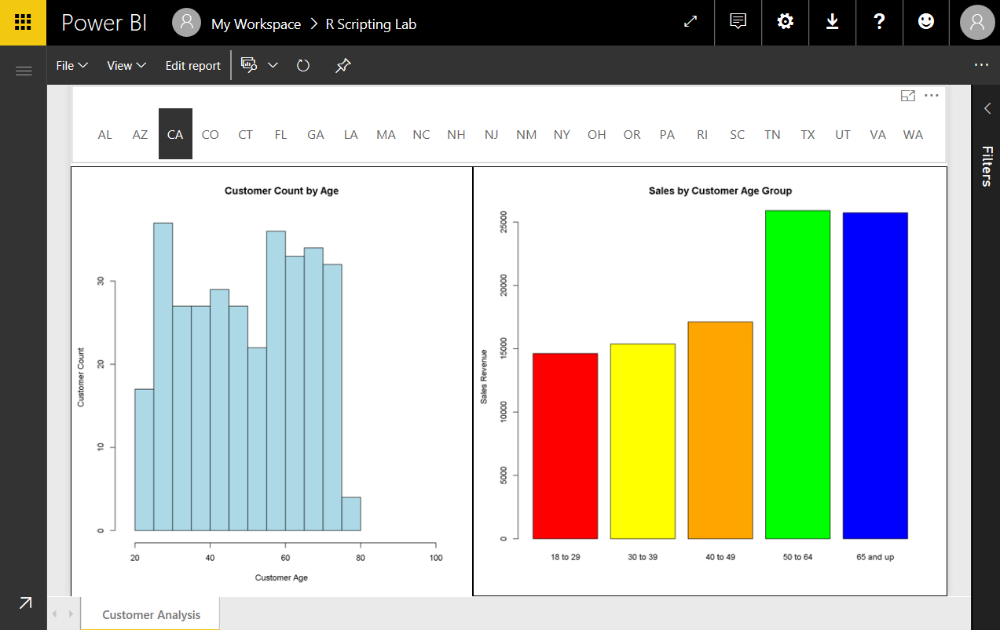 Power BI My Workspace > R Scripting Lab ?
File View Edit report
AL AZ CA CO CT FL GA LA MA NC NH NJ NM NY OH OR PA RI SC TN TX UT VA WA
Filters
Customer Count by Age
Customer Count
30
20
10
0
20 40 60 80 100
Customer Age
Sales by Customer Age Group
Sales Revenue
25000
20000
15000
10000
5000
0
18 to 29 30 to 39 40 to 49 50 to 64 65 and up
Customer Analysis